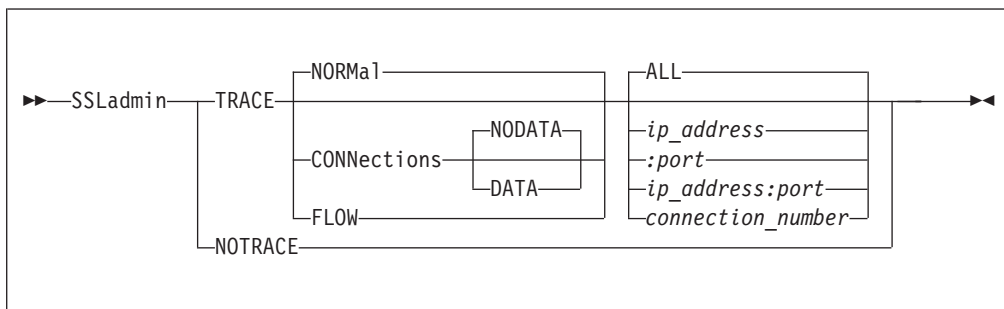 NORMal ALL
SSLadmin TRACE
NODATA ip_address
CONNections :port
DATA ip_address:port
FLOW connection_number
NOTRACE